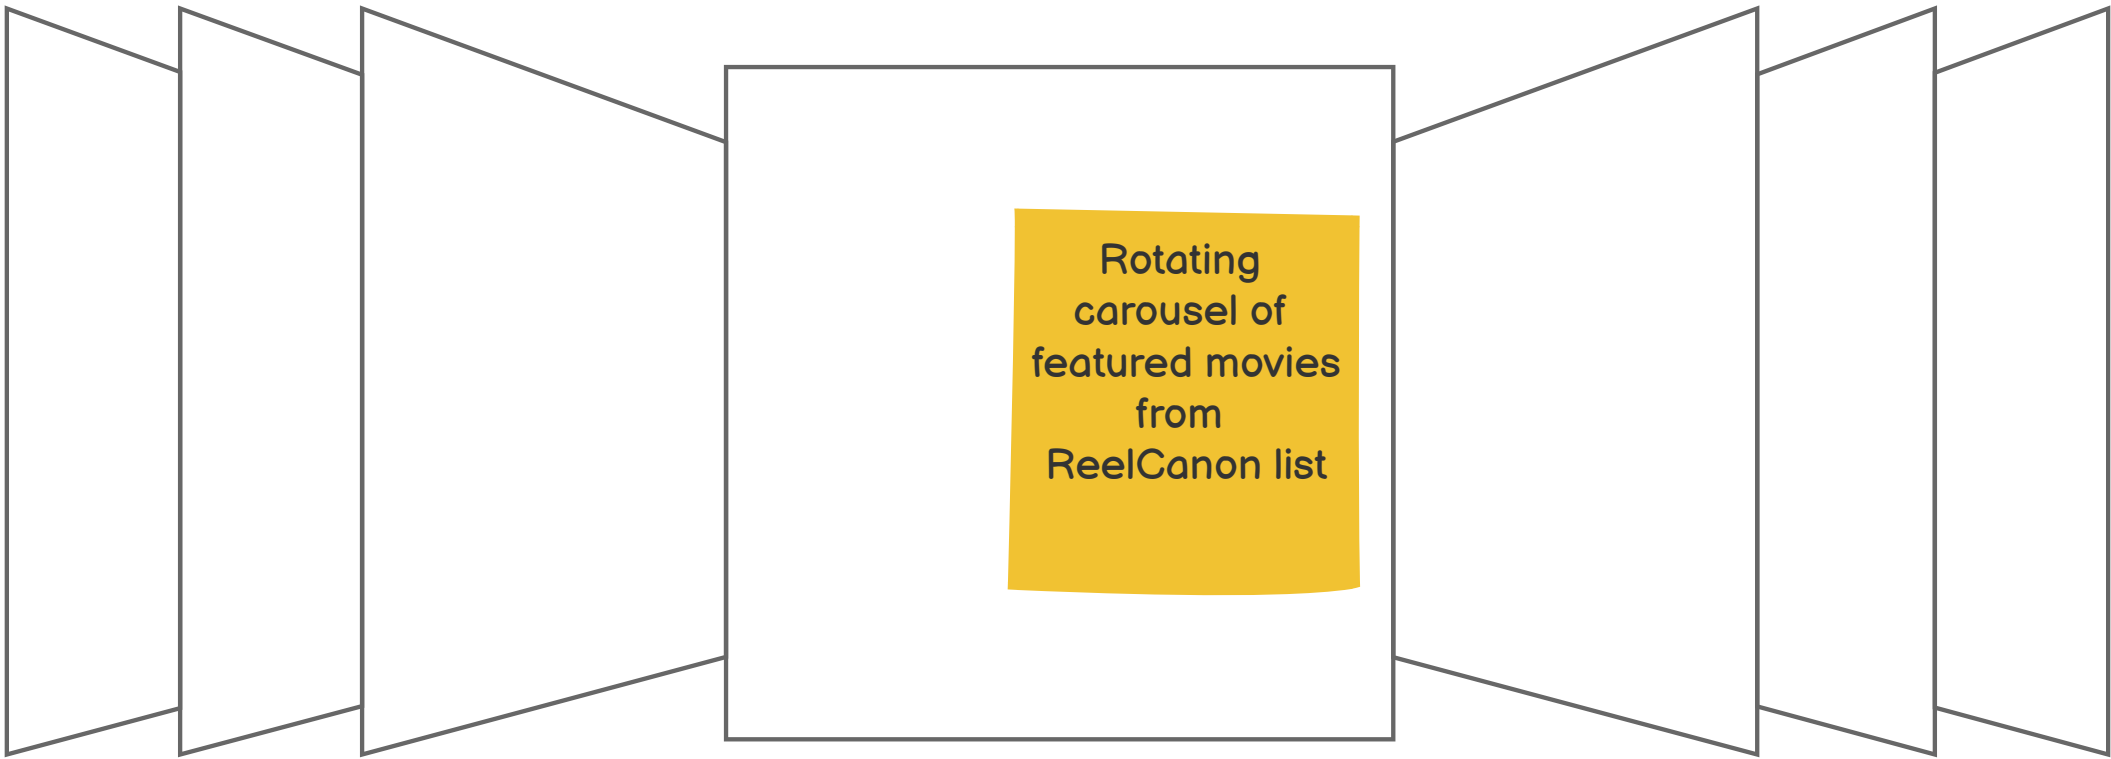 Rotating
carousel of
featured movies
from
ReelCanon list